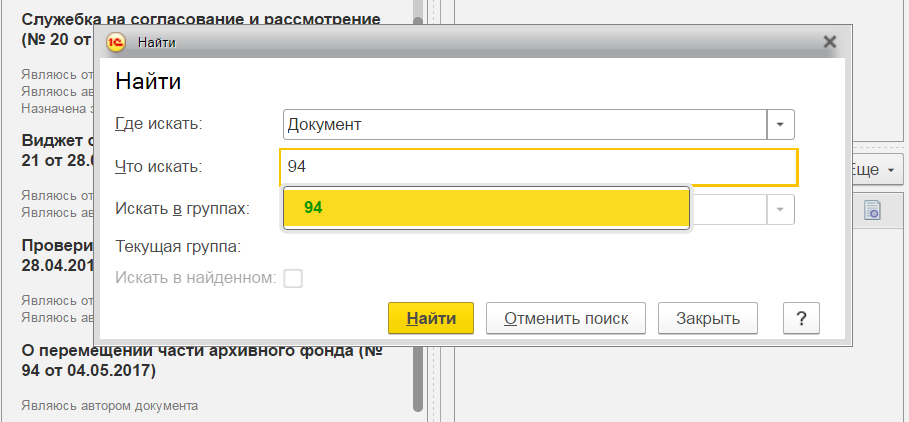 Служебка на согласование и рассмотрение
(№ 20 от
Являюсь от
Являюсь ав
Назначена з
Виджет с
21 от 28.0
Являюсь от
Являюсь ав
Провери
28.04.201
Являюсь от
Являюсь ав
О перемещении части архивного фонда (№
94 от 04.05.2017)
Являюсь автором документа
1С Найти
Найти
Где искать: Документ
Что искать: 94
94
Искать в группах:
Текущая группа:
Искать в найденном:
Найти Отменить поиск Закрыть ?
Еще